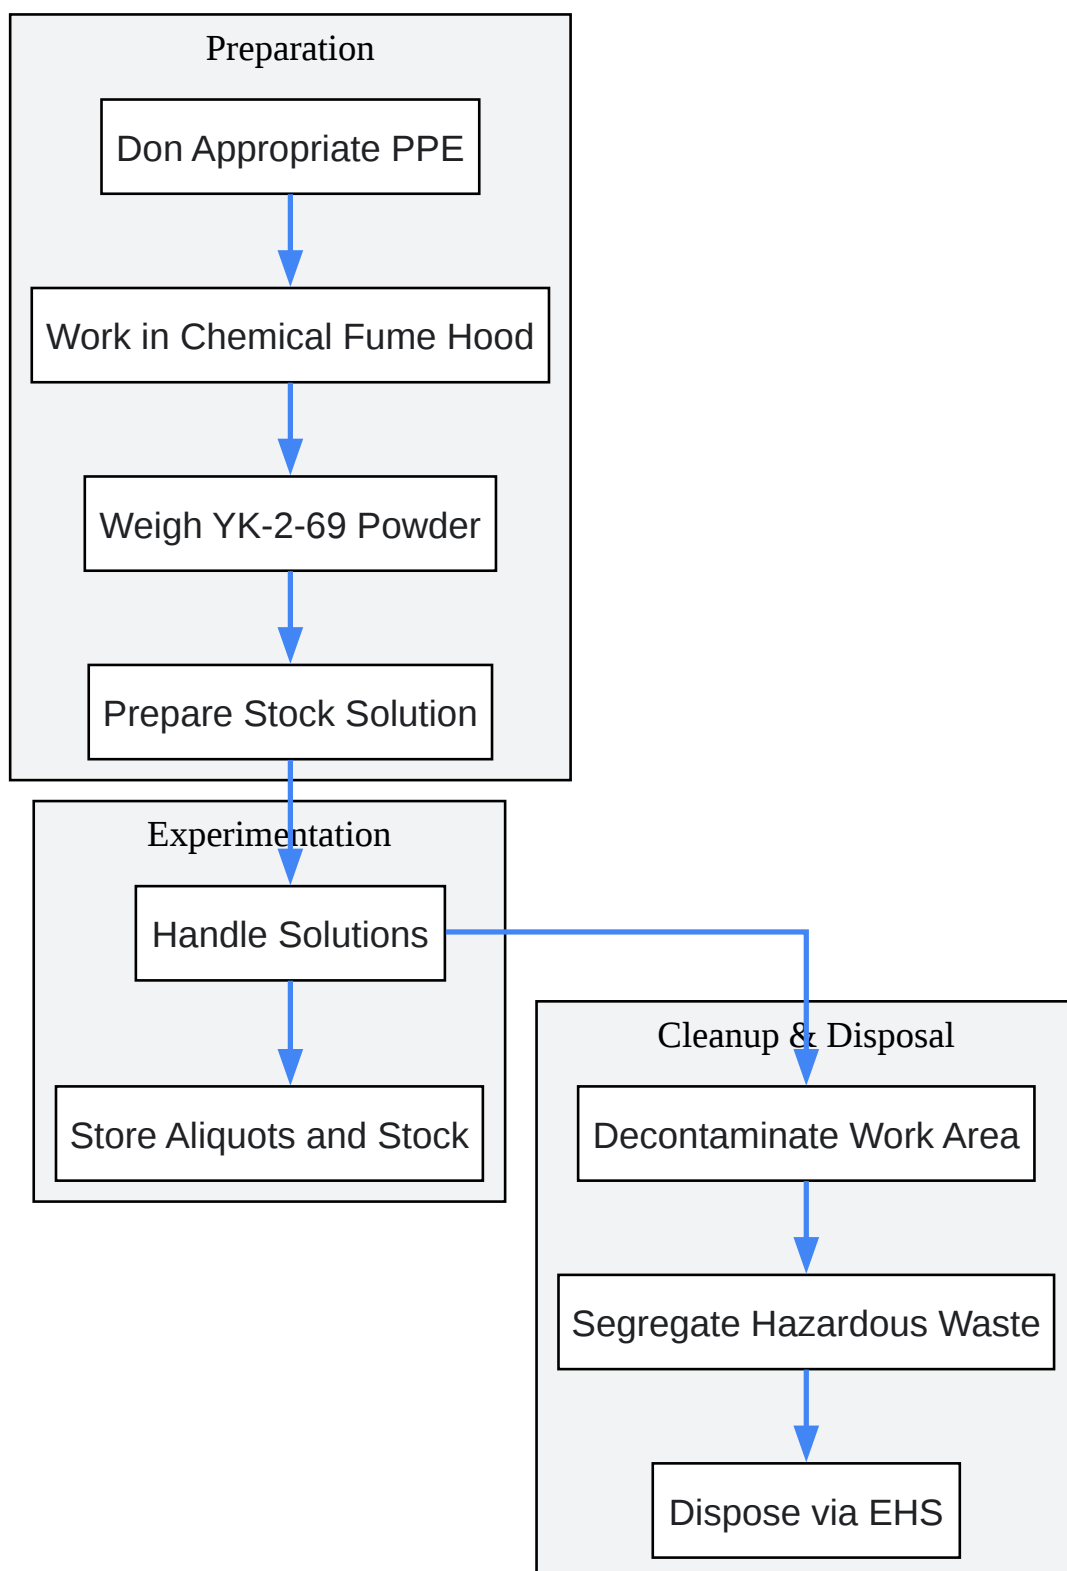 Preparation
Don Appropriate PPE
Work in Chemical Fume Hood
Weigh YK-2-69 Powder
Prepare Stock Solution
Experimentation
Handle Solutions
Store Aliquots and Stock
Cleanup & Disposal
Decontaminate Work Area
Segregate Hazardous Waste
Dispose via EHS